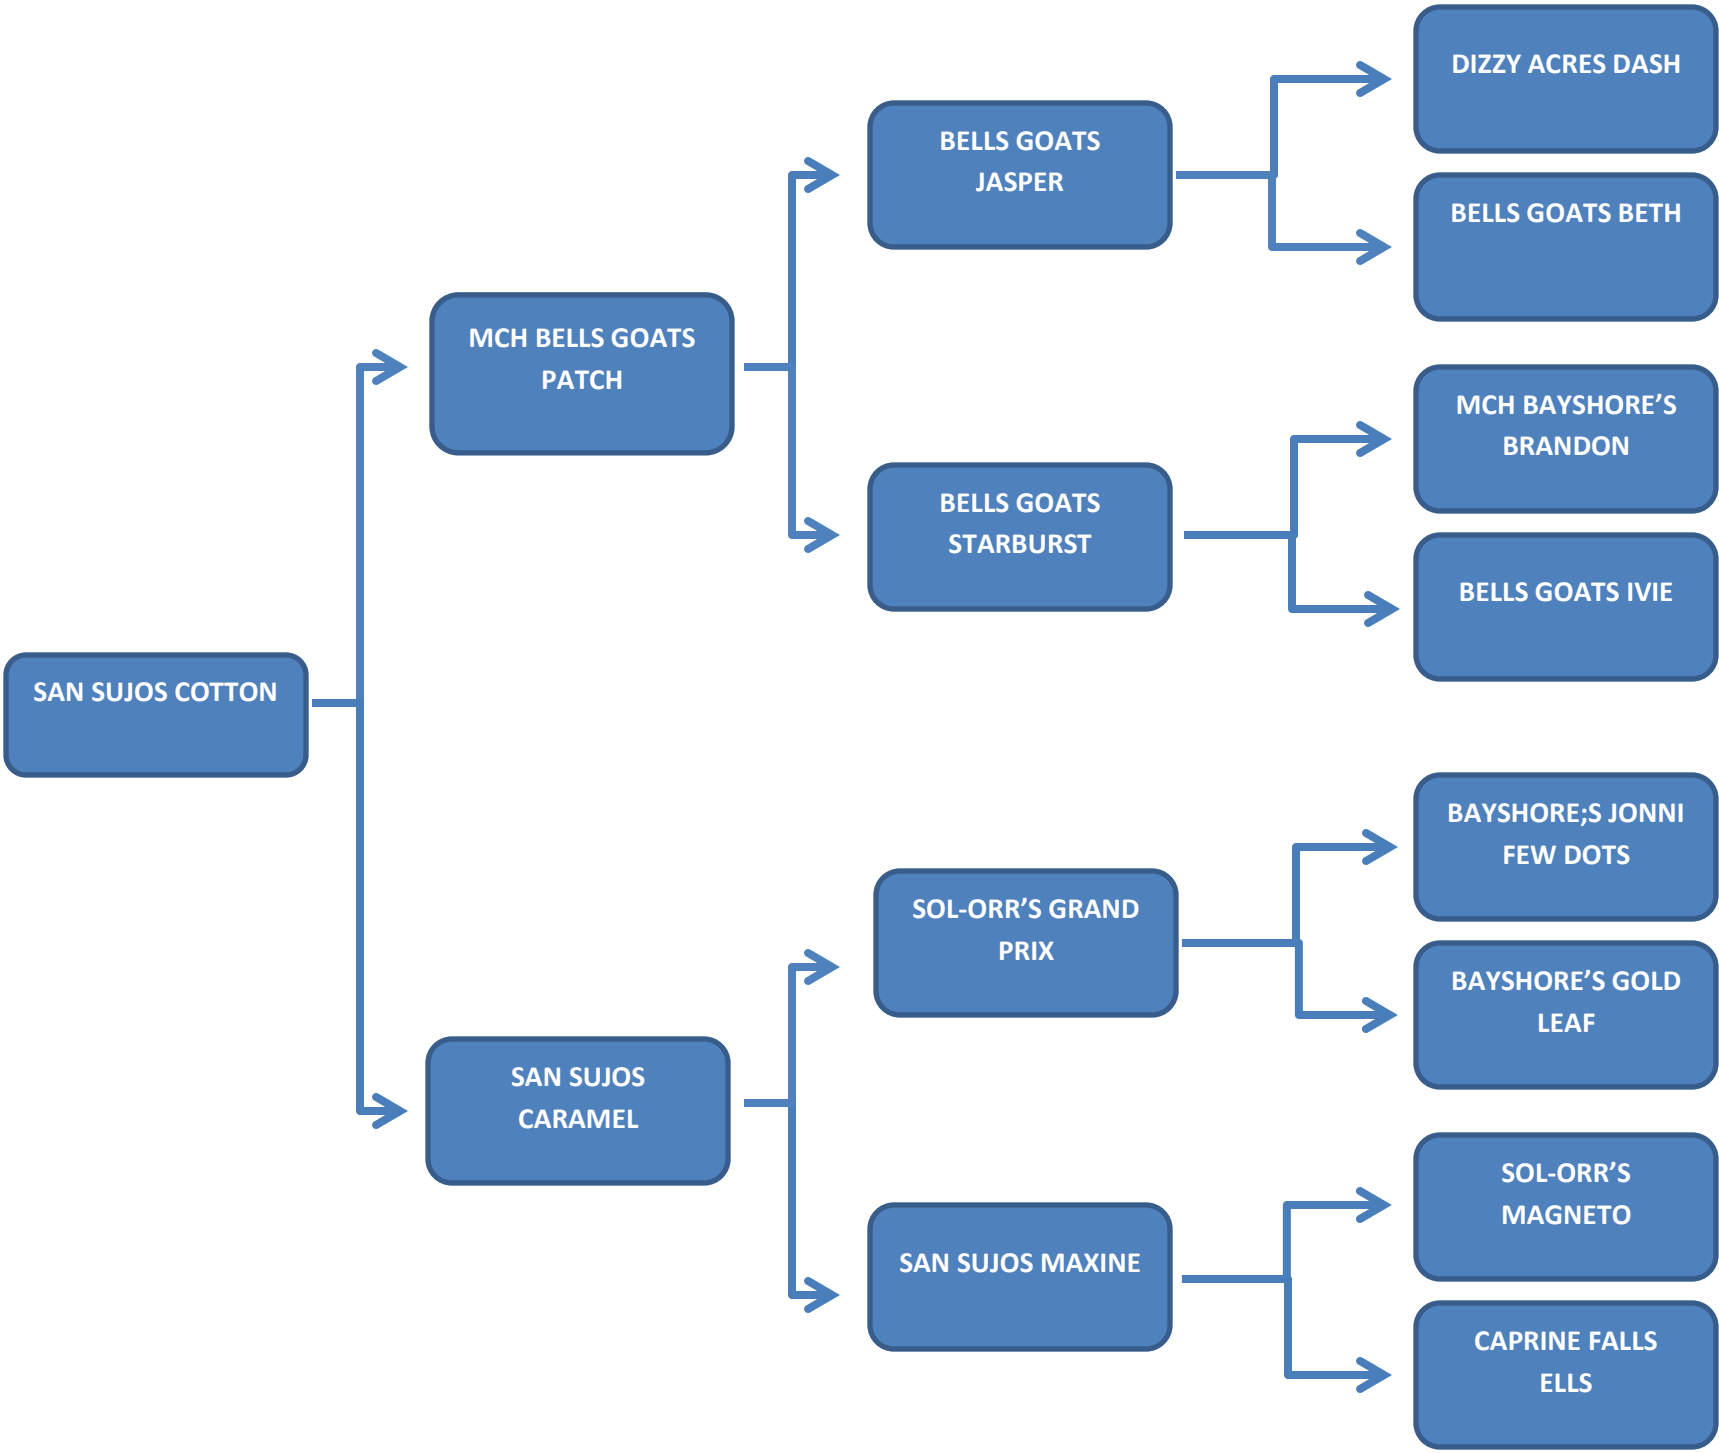 DIZZY ACRES DASH
BELLS GOATS
JASPER
BELLS GOATS BETH
MCH BELLS GOATS
PATCH
MCH BAYSHORE’S
BRANDON
BELLS GOATS
STARBURST
BELLS GOATS IVIE
SAN SUJOS COTTON
BAYSHORE;S JONNI
FEW DOTS
SOL-ORR’S GRAND
PRIX
BAYSHORE’S GOLD
LEAF
SAN SUJOS
CARAMEL
SOL-ORR’S
MAGNETO
SAN SUJOS MAXINE
CAPRINE FALLS
ELLS